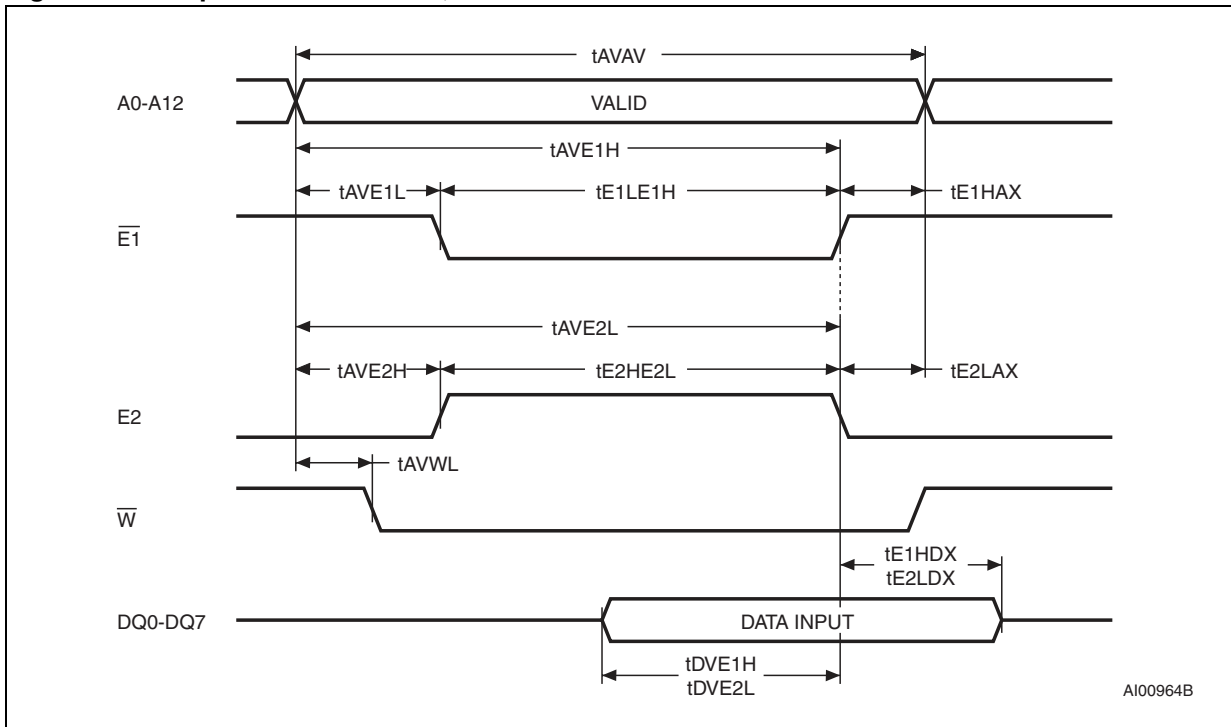 tAVAV
A0-A12 VALID
tAVE1H
tAVE1L tE1LE1H tE1HAX
E1
tAVE2L
tAVE2H tE2HE2L tE2LAX
E2
tAVWL
W
tE1HDX
tE2LDX
DQ0-DQ7 DATA INPUT
tDVE1H
tDVE2L
AI00964B